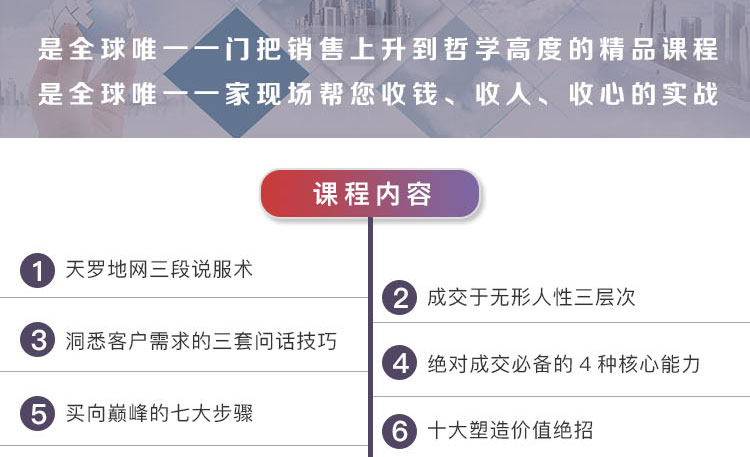 是全球唯一一门把销售上升到哲学高度的精品课程
是全球唯一一家现场帮您收钱、收人、收心的实战
课程内容
1 天罗地网三段说服术
2 成交于无形人性三层次
3 洞悉客户需求的三套问话技巧
4 绝对成交必备的4种核心能力
5 买向巅峰的七大步骤
6 十大塑造价值绝招